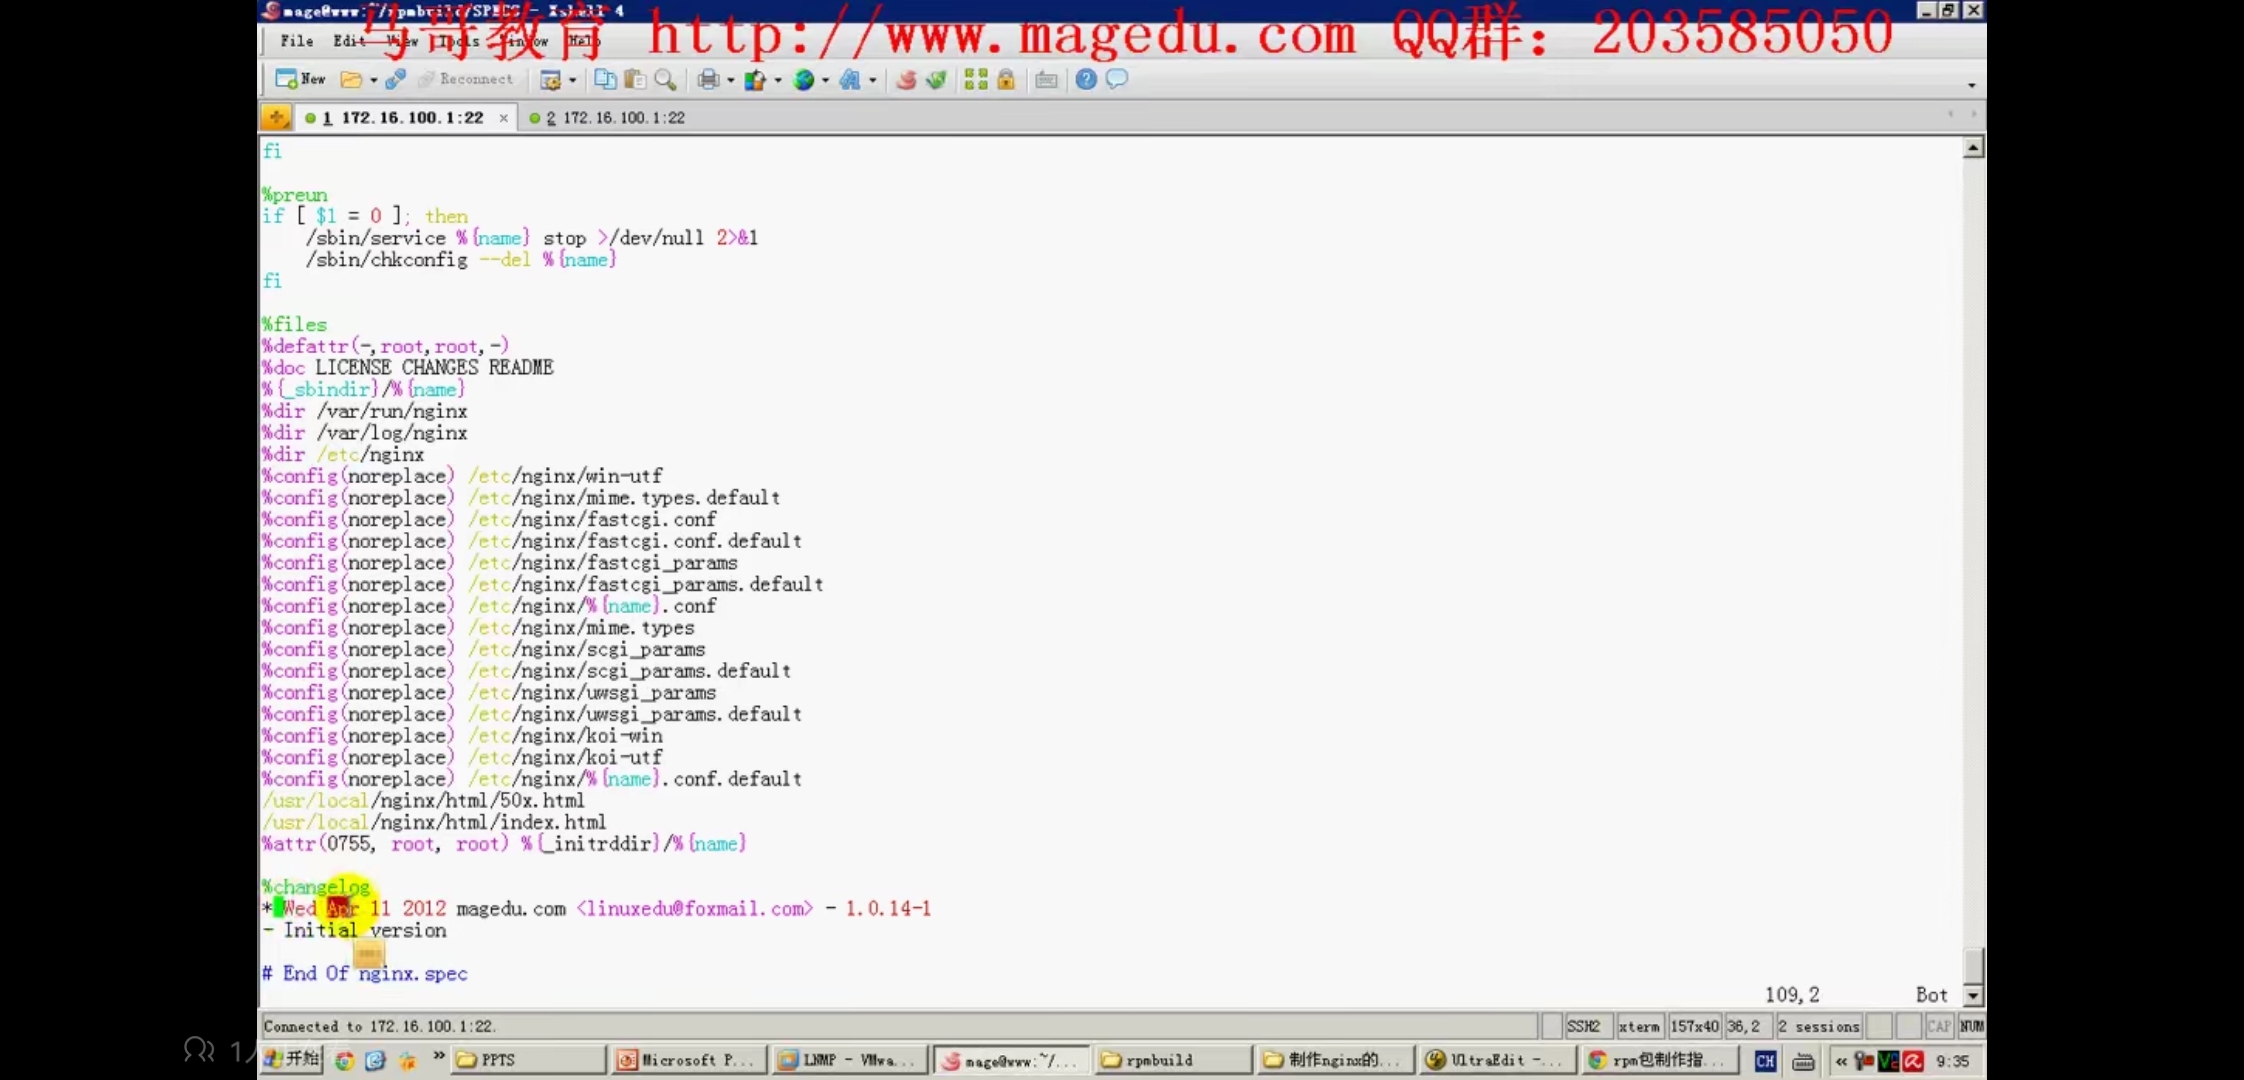 mage@www:~/rpmbuild/SPECS - Xshell 4
马哥教育 http://www.magedu.com QQ群：203585050
File Edit View Tools Window Help
New Reconnect
1 172.16.100.1:22 × 2 172.16.100.1:22
fi
%preun
if [ $1 = 0 ]; then
/sbin/service %{name} stop >/dev/null 2>&1
/sbin/chkconfig --del %{name}
fi
%files
%defattr(-,root,root,-)
%doc LICENSE CHANGES README
%{_sbindir}/%{name}
%dir /var/run/nginx
%dir /var/log/nginx
%dir /etc/nginx
%config(noreplace) /etc/nginx/win-utf
%config(noreplace) /etc/nginx/mime.types.default
%config(noreplace) /etc/nginx/fastcgi.conf
%config(noreplace) /etc/nginx/fastcgi.conf.default
%config(noreplace) /etc/nginx/fastcgi_params
%config(noreplace) /etc/nginx/fastcgi_params.default
%config(noreplace) /etc/nginx/%{name}.conf
%config(noreplace) /etc/nginx/mime.types
%config(noreplace) /etc/nginx/scgi_params
%config(noreplace) /etc/nginx/scgi_params.default
%config(noreplace) /etc/nginx/uwsgi_params
%config(noreplace) /etc/nginx/uwsgi_params.default
%config(noreplace) /etc/nginx/koi-win
%config(noreplace) /etc/nginx/koi-utf
%config(noreplace) /etc/nginx/%{name}.conf.default
/usr/local/nginx/html/50x.html
/usr/local/nginx/html/index.html
%attr(0755, root, root) %{_initrddir}/%{name}
%changelog
* Wed Apr 11 2012 magedu.com <linuxedu@foxmail.com> - 1.0.14-1
- Initial version
# End Of nginx.spec
109,2 Bot
Connected to 172.16.100.1:22. SSH2 xterm 157x40 36,2 2 sessions CAP NUM
开始 » PPTS Microsoft P... LNMP - VMwa... mage@www:~/... rpmbuild 制作nginx的... UltraEdit -... rpm包制作指... CH « 9:35